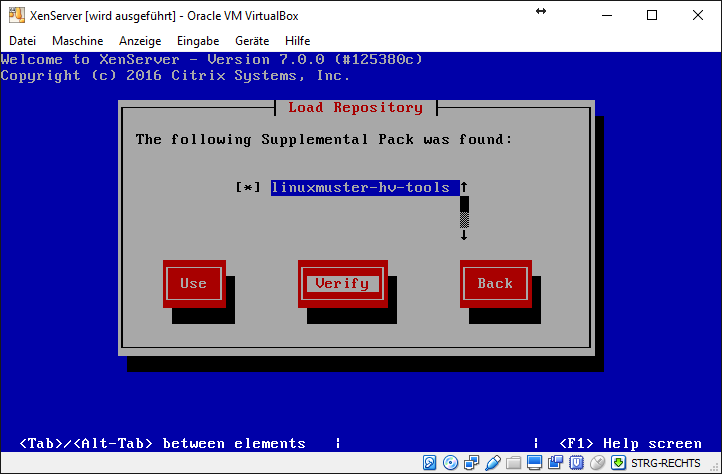 XenServer [wird ausgeführt] - Oracle VM VirtualBox
Datei Maschine Anzeige Eingabe Geräte Hilfe
Welcome to XenServer - Version 7.0.0 (#125380c)
Copyright (c) 2016 Citrix Systems, Inc.
Load Repository
The following Supplemental Pack was found:
[*] linuxmuster-hv-tools
Use Verify Back
<Tab>/<Alt-Tab> between elements | | <F1> Help screen
STRG-RECHTS